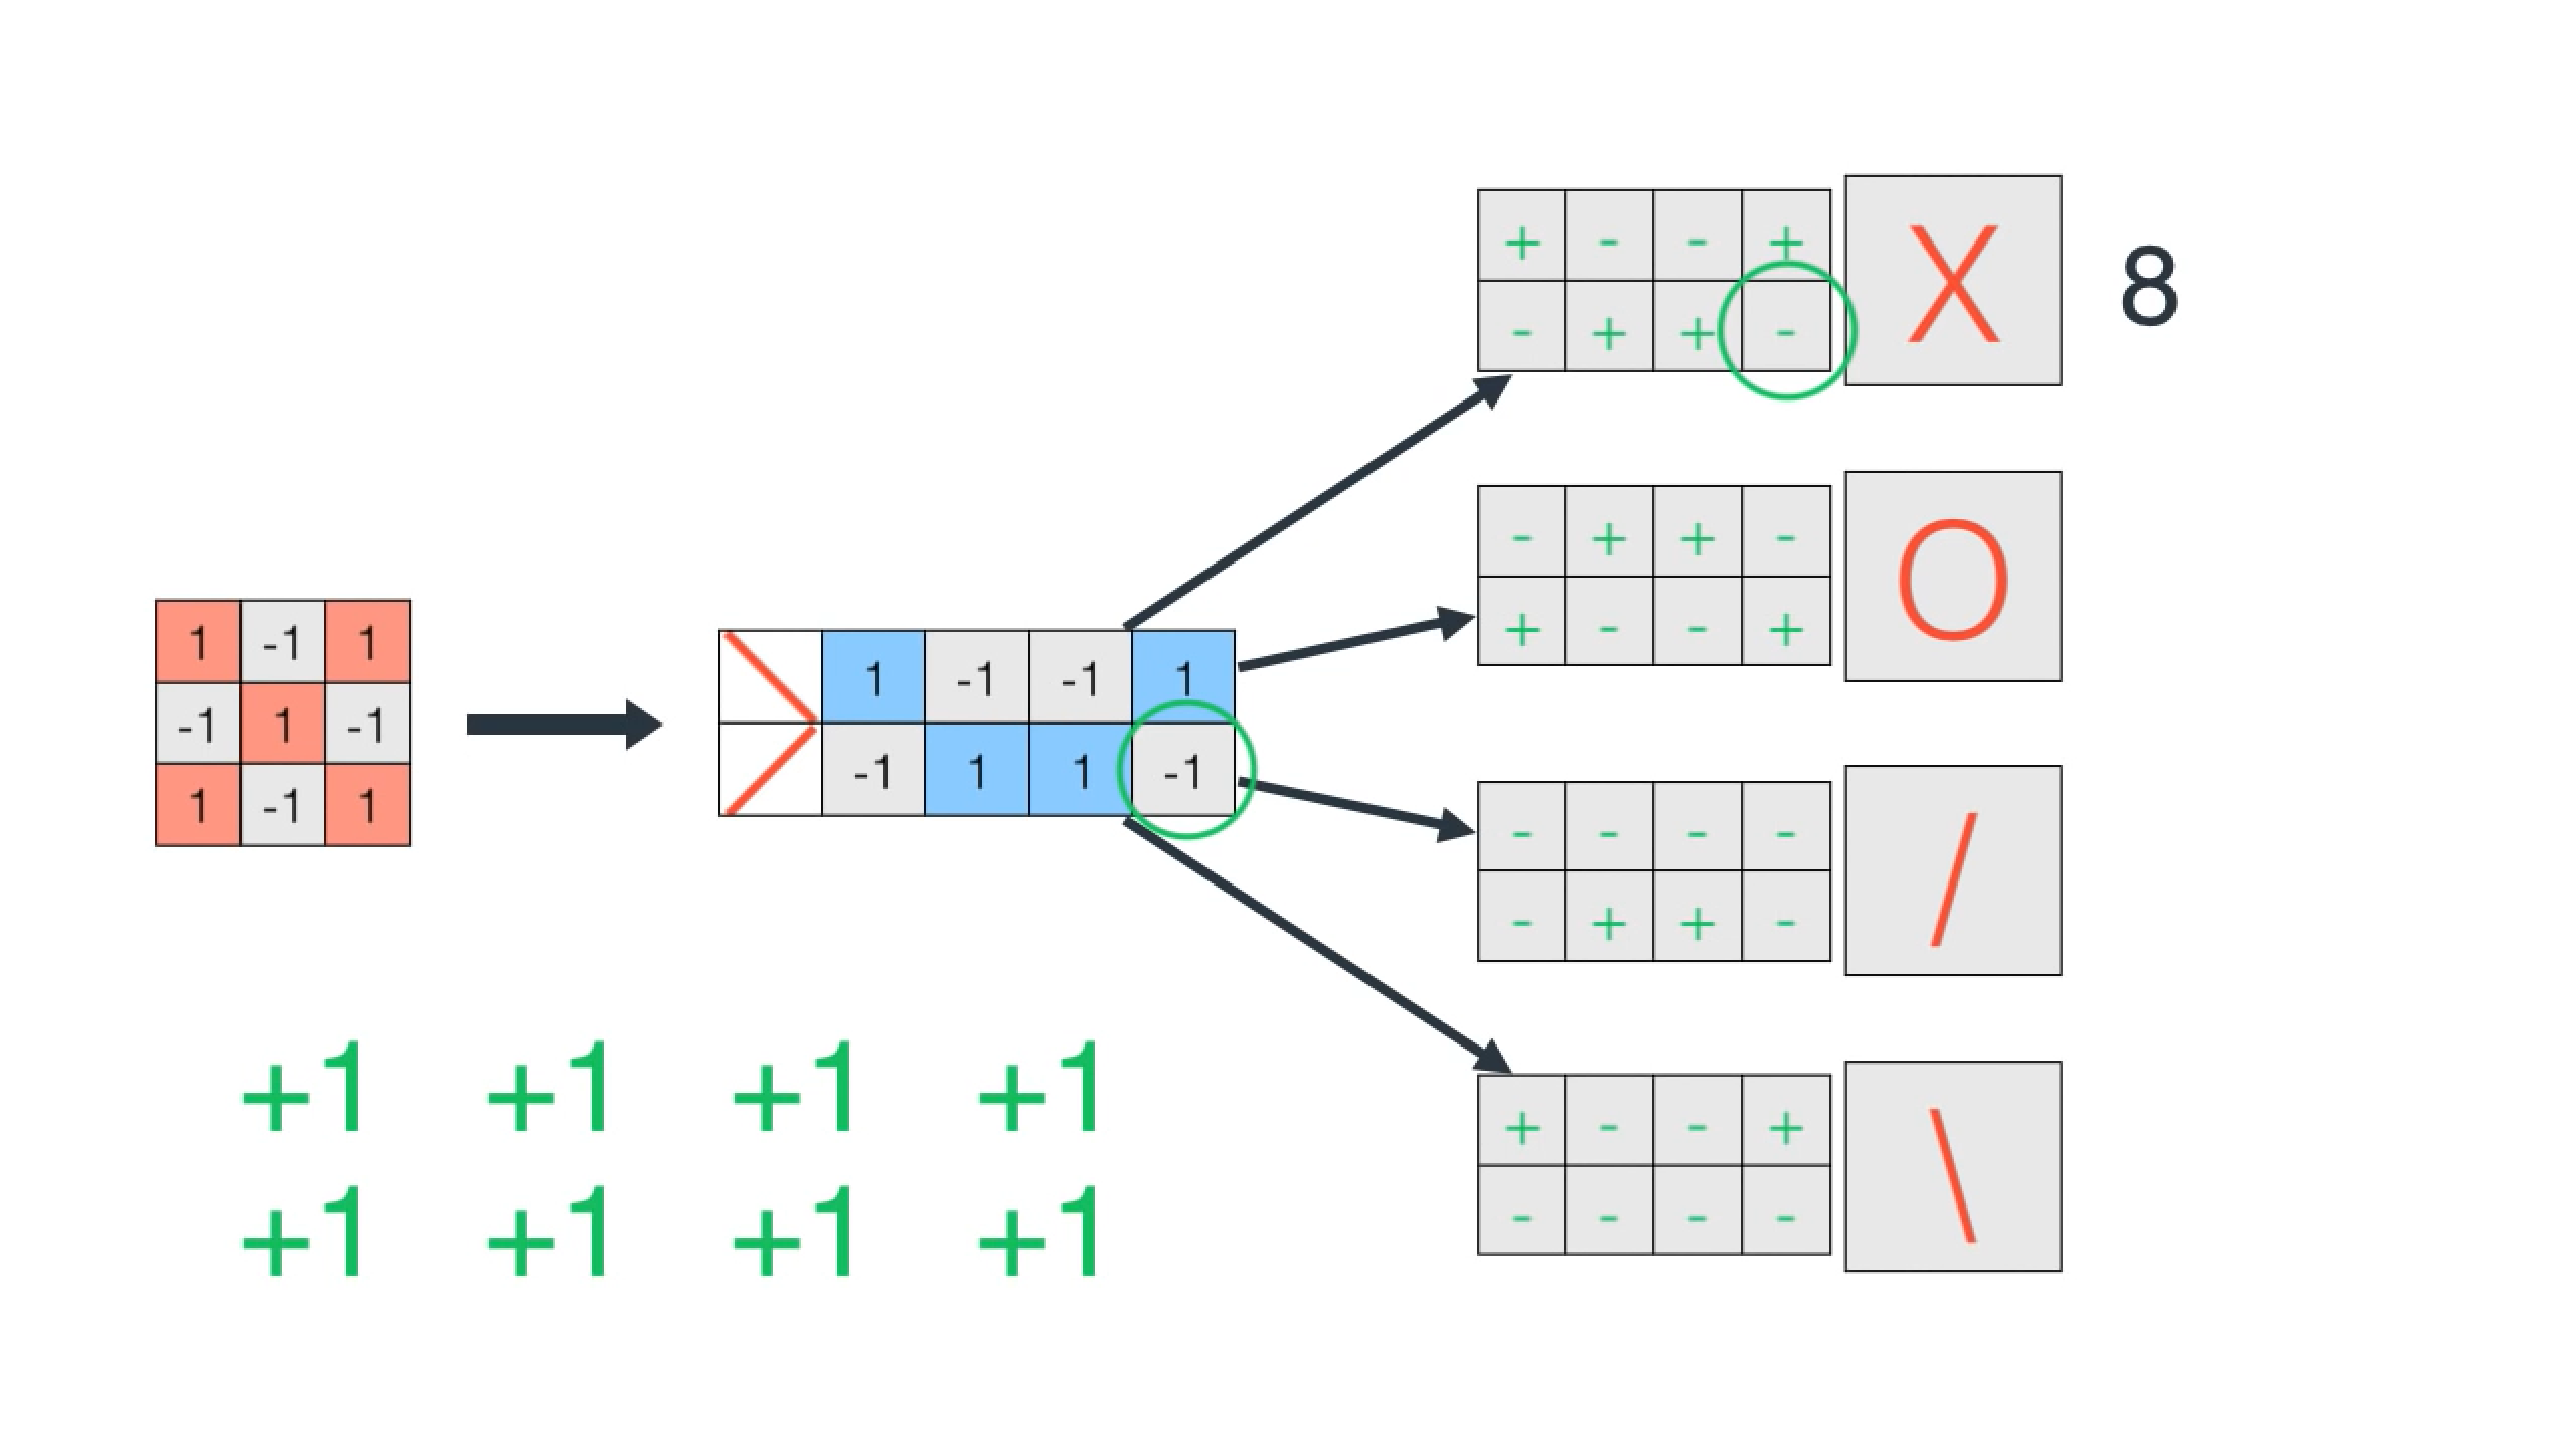 1 -1 1
-1 1 -1
1 -1 1
1 -1 -1 1
-1 1 1 -1
+ - - +
- + + -
X
8
- + + -
+ - - +
O
- - - -
- + + -
/
+ - - +
- - - -
\
+1 +1 +1 +1
+1 +1 +1 +1